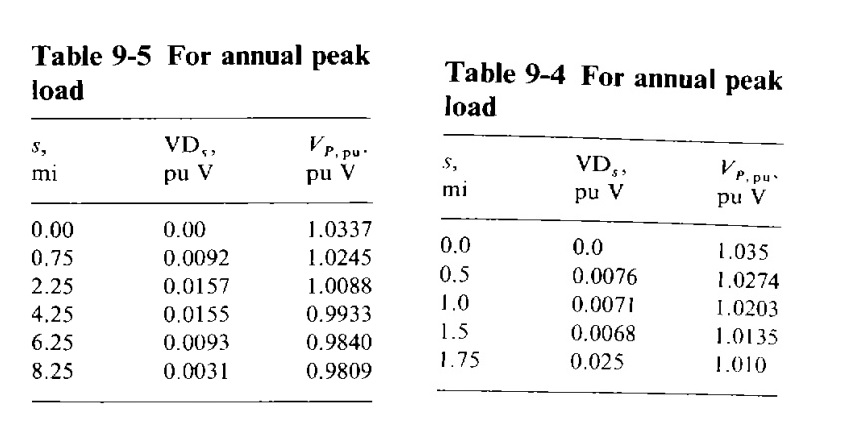 Table 9-5 For annual peak
load
s, VDs, VP, pu.
mi pu V pu V
0.00 0.00 1.0337
0.75 0.0092 1.0245
2.25 0.0157 1.0088
4.25 0.0155 0.9933
6.25 0.0093 0.9840
8.25 0.0031 0.9809
Table 9-4 For annual peak
load
s, VDs, VP, pu,
mi pu V pu V
0.0 0.0 1.035
0.5 0.0076 1.0274
1.0 0.0071 1.0203
1.5 0.0068 1.0135
1.75 0.025 1.010